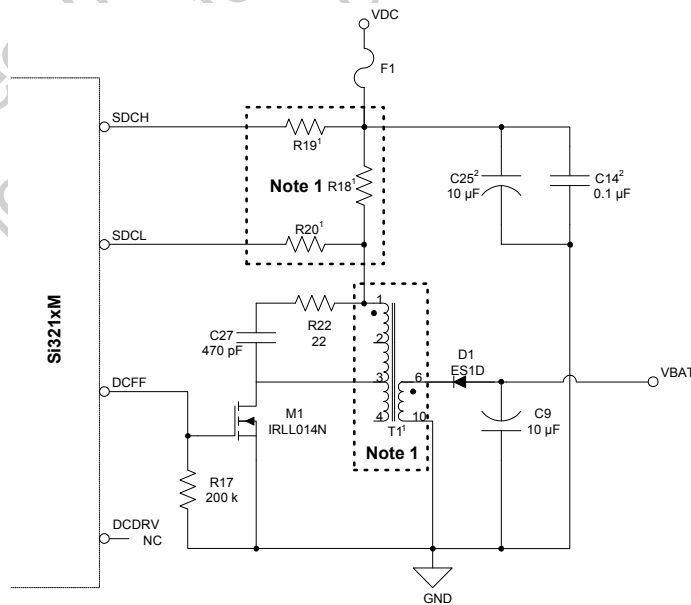 VDC
F1
SDCH
R19¹
Note 1
R18¹
C25²
10 µF
C14²
0.1 µF
SDCL
R20¹
Si321xM
1
R22
22
C27
470 pF
2
D1
ES1D
VBAT
DCFF
3
6
M1
IRLL014N
4
10
T1¹
C9
10 µF
Note 1
R17
200 k
DCDRV
NC
GND